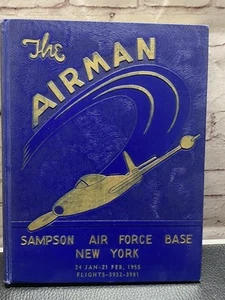 The
AIRMAN
SAMPSON AIR FORCE BASE
NEW YORK
24 JAN-21 FEB, 1955
FLIGHTS-3932-3981